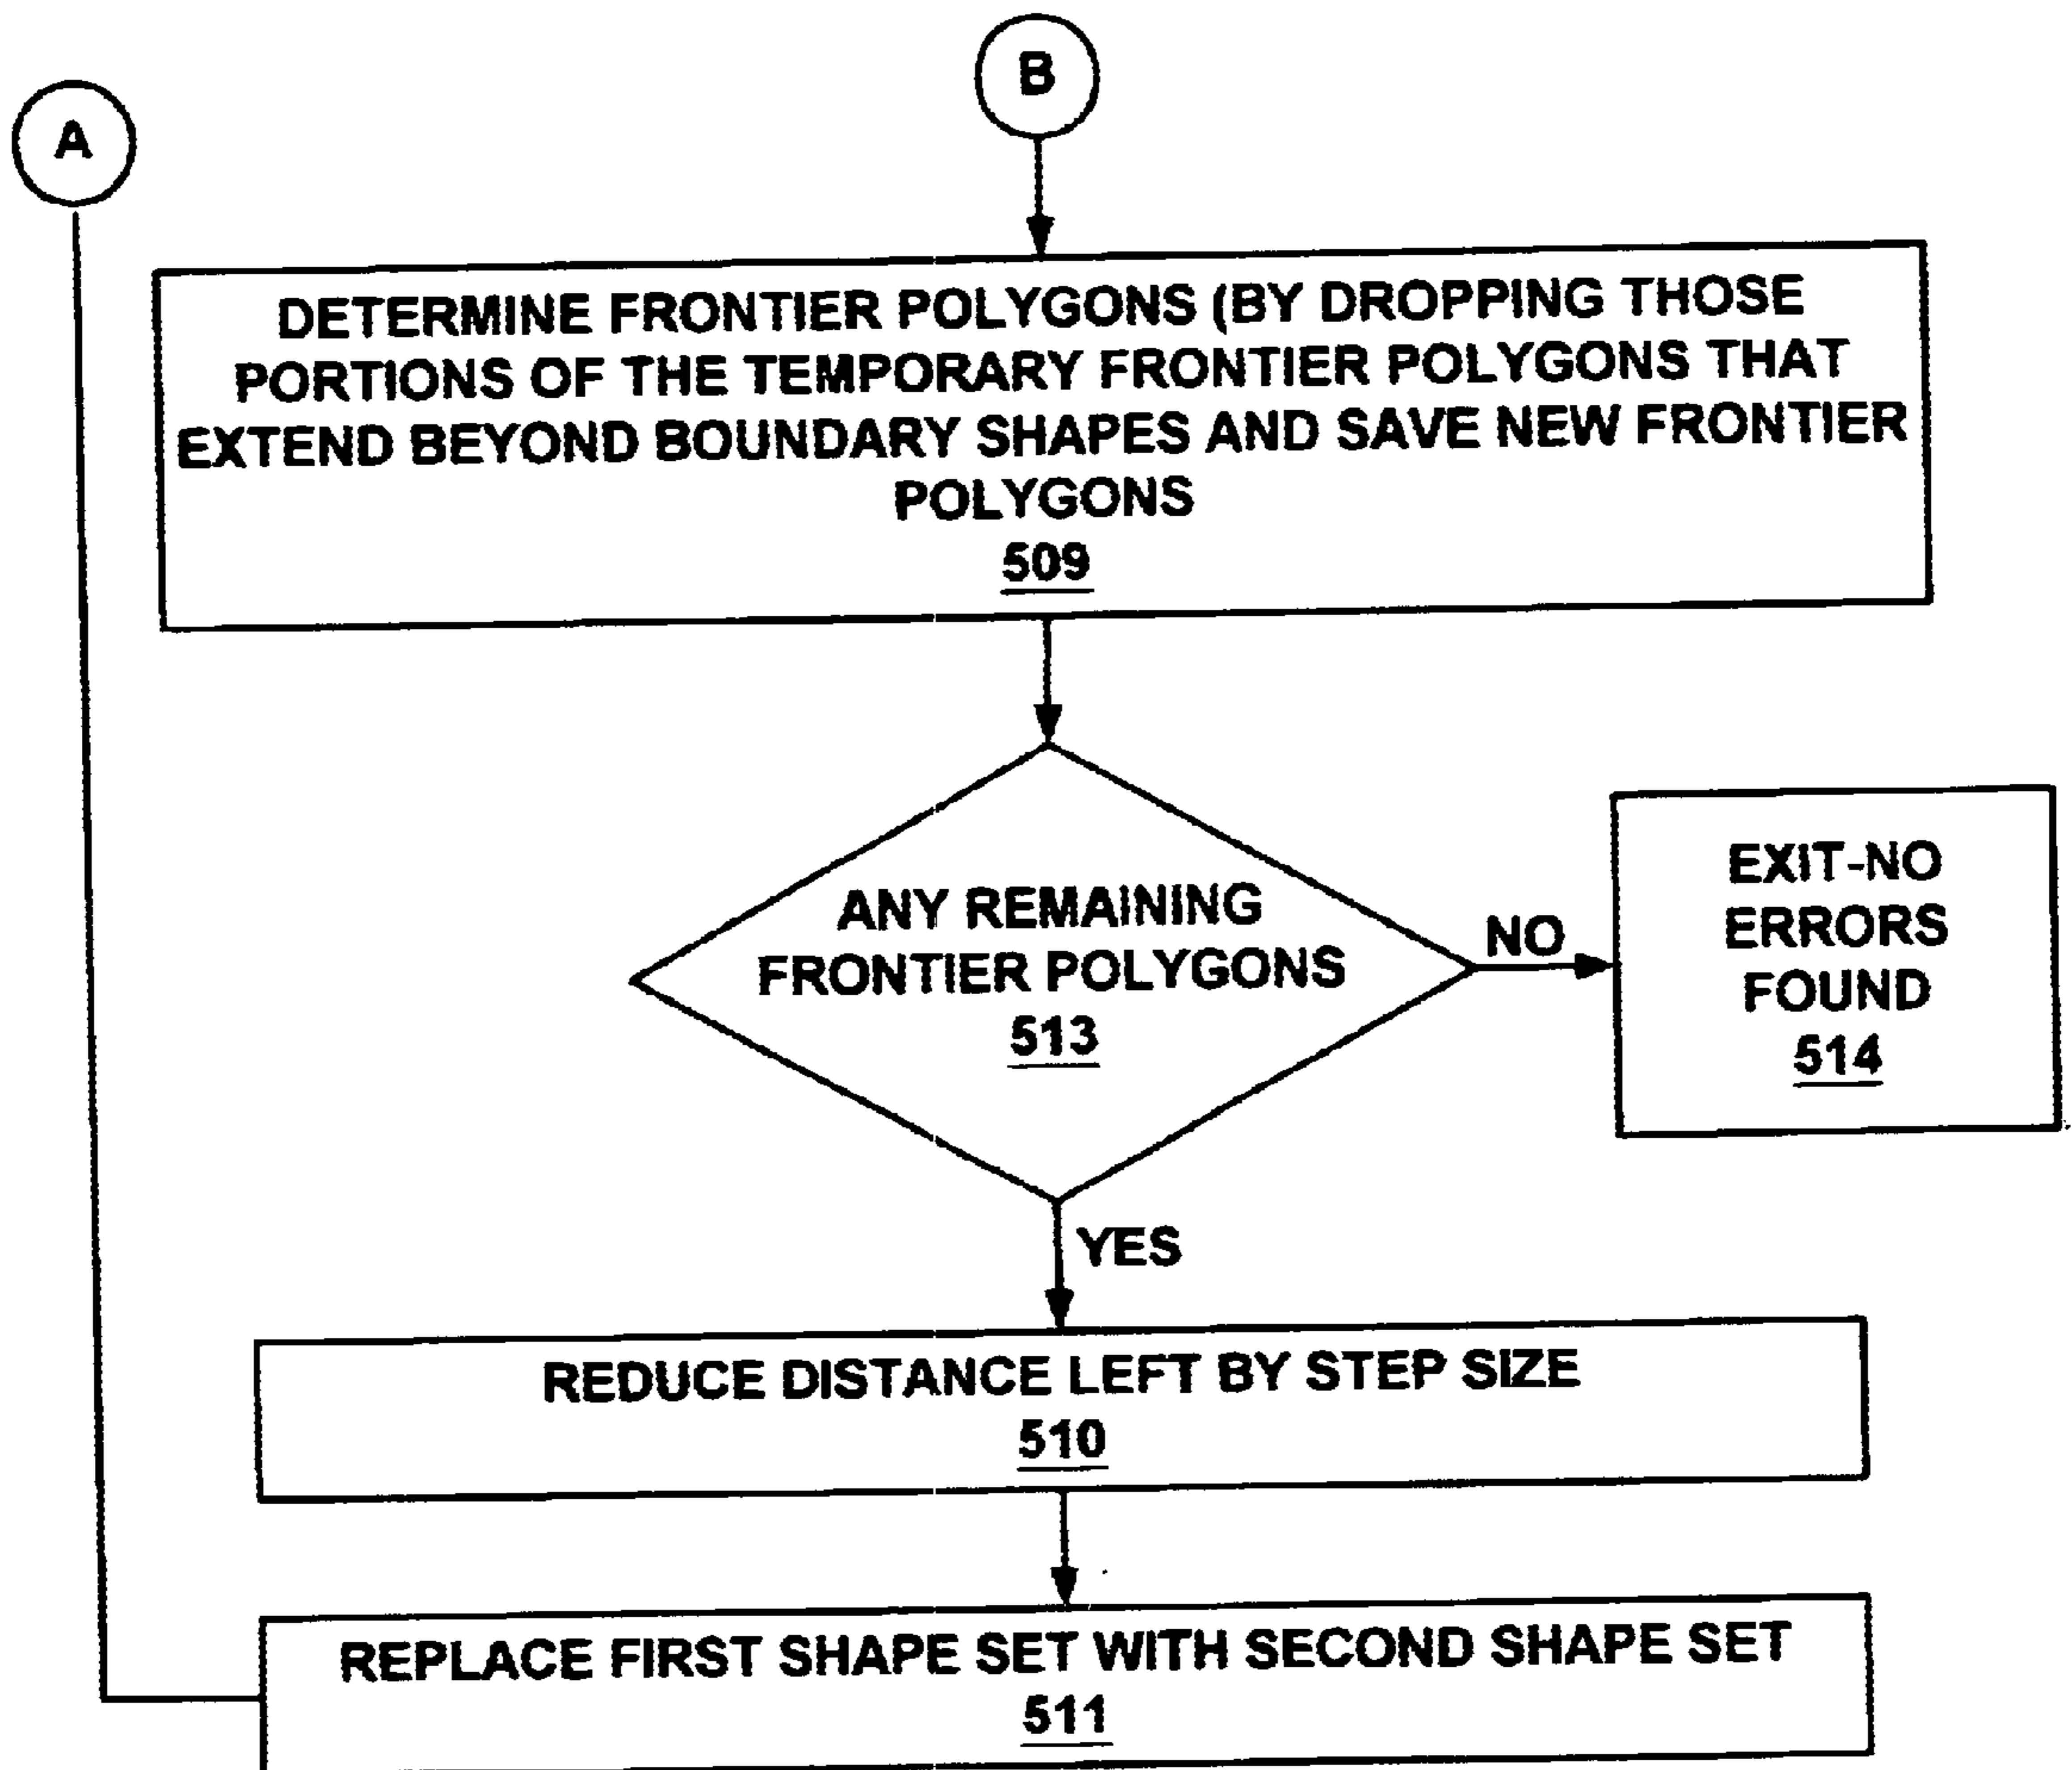 B
A
DETERMINE FRONTIER POLYGONS (BY DROPPING THOSE
PORTIONS OF THE TEMPORARY FRONTIER POLYGONS THAT
EXTEND BEYOND BOUNDARY SHAPES AND SAVE NEW FRONTIER
POLYGONS
509
ANY REMAINING
FRONTIER POLYGONS
513
NO
EXIT-NO
ERRORS
FOUND
514
YES
REDUCE DISTANCE LEFT BY STEP SIZE
510
REPLACE FIRST SHAPE SET WITH SECOND SHAPE SET
511